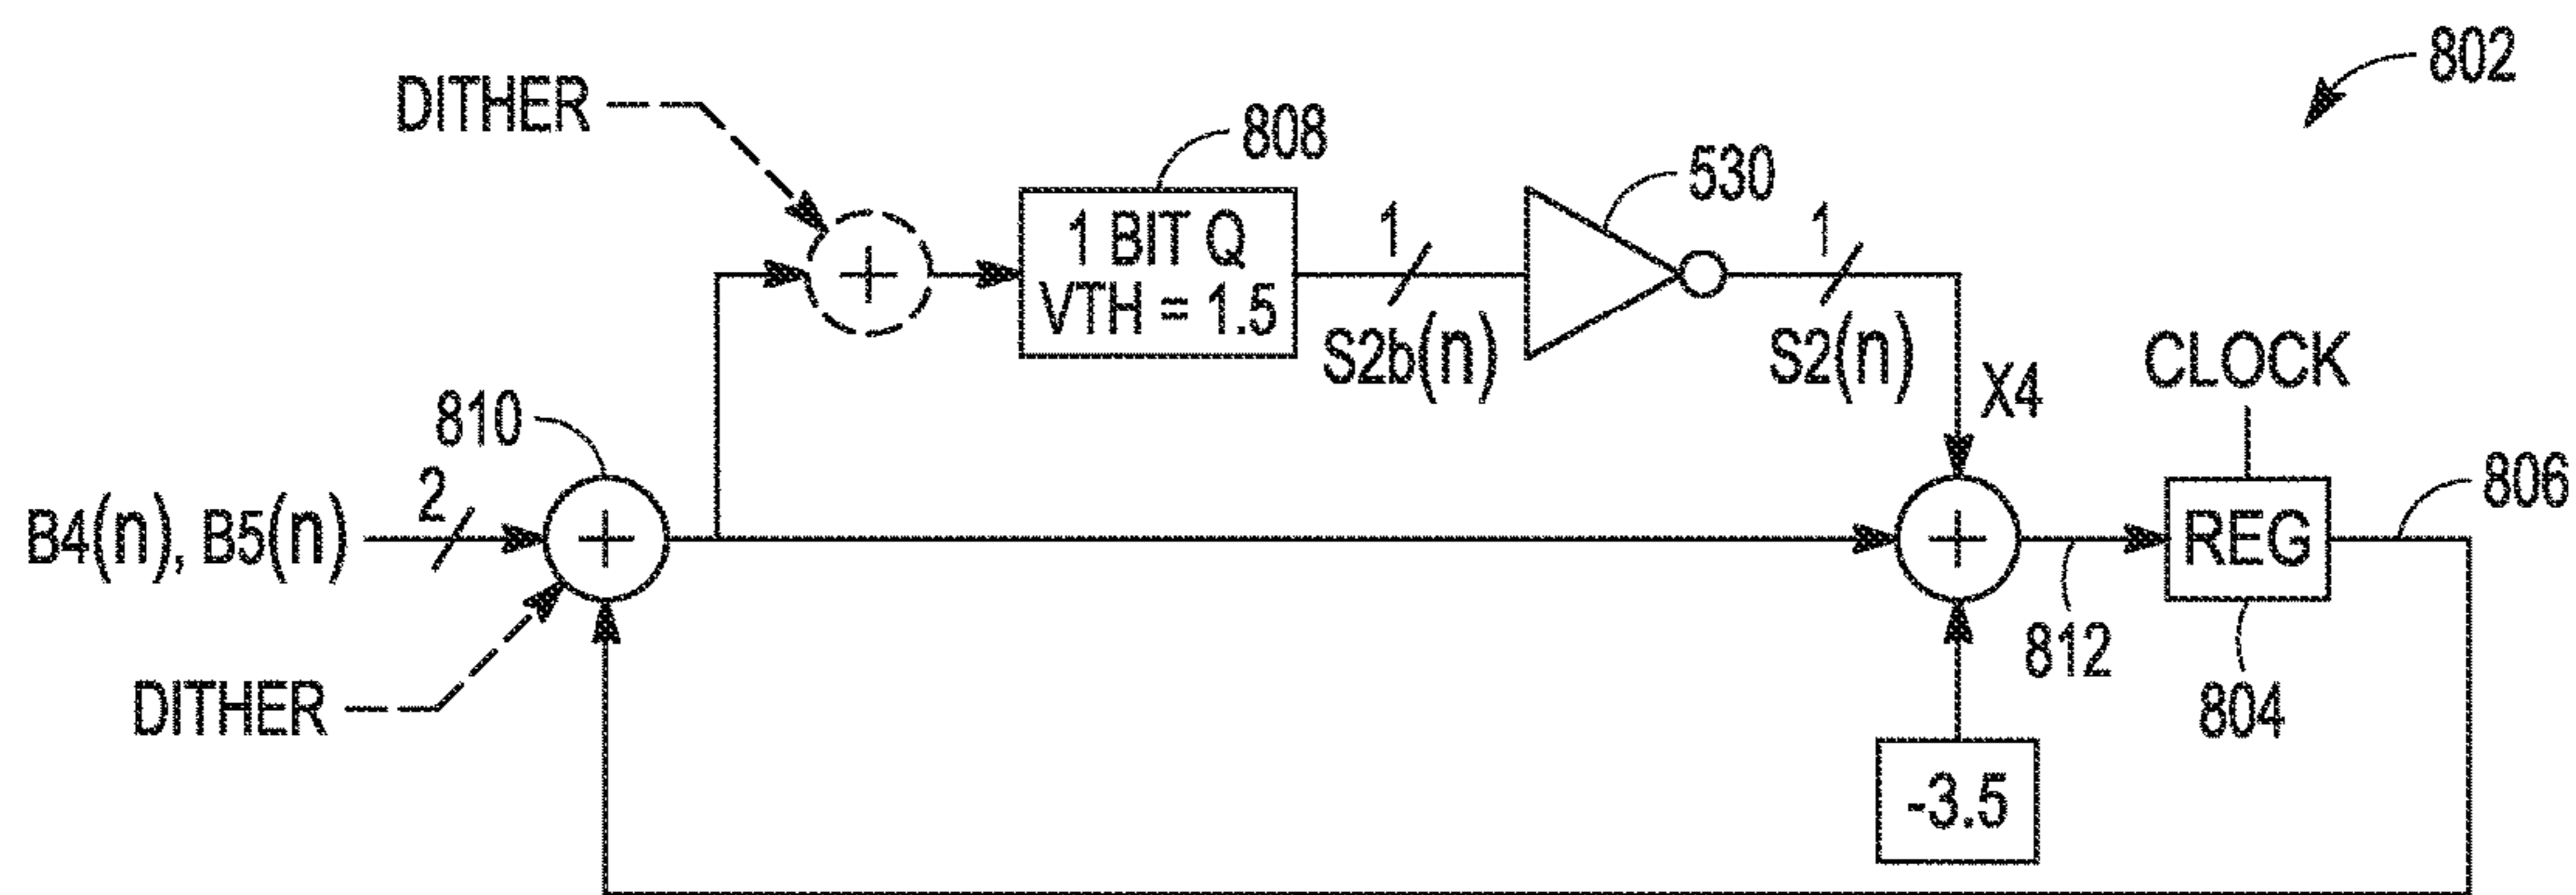 802
DITHER
808
530
1 BIT Q
VTH = 1.5
1
S2b(n)
1
S2(n)
X4
CLOCK
810
2
B4(n), B5(n)
+
+
+
REG
806
812
804
DITHER
-3.5